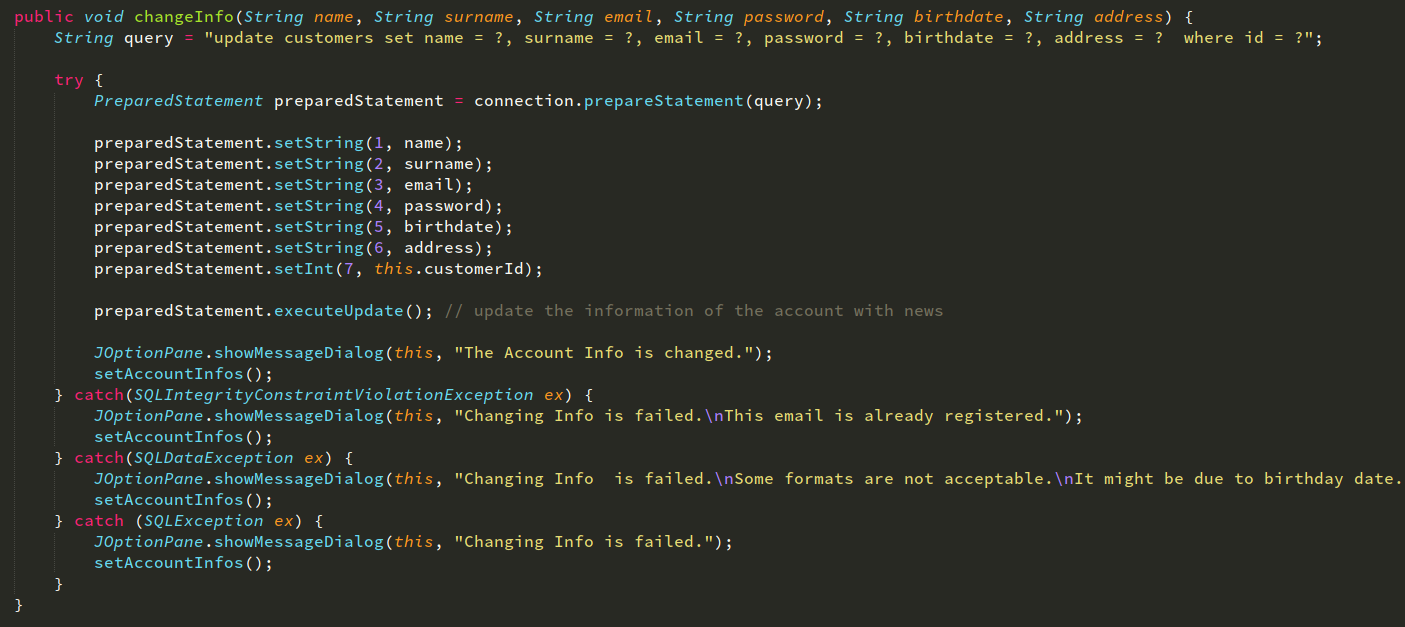 public void changeInfo(String name, String surname, String email, String password, String birthdate, String address) {
    String query = "update customers set name = ?, surname = ?, email = ?, password = ?, birthdate = ?, address = ?  where id = ?";

    try {
        PreparedStatement preparedStatement = connection.prepareStatement(query);

        preparedStatement.setString(1, name);
        preparedStatement.setString(2, surname);
        preparedStatement.setString(3, email);
        preparedStatement.setString(4, password);
        preparedStatement.setString(5, birthdate);
        preparedStatement.setString(6, address);
        preparedStatement.setInt(7, this.customerId);

        preparedStatement.executeUpdate(); // update the information of the account with news

        JOptionPane.showMessageDialog(this, "The Account Info is changed.");
        setAccountInfos();
    } catch(SQLIntegrityConstraintViolationException ex) {
        JOptionPane.showMessageDialog(this, "Changing Info is failed.\nThis email is already registered.");
        setAccountInfos();
    } catch(SQLDataException ex) {
        JOptionPane.showMessageDialog(this, "Changing Info  is failed.\nSome formats are not acceptable.\nIt might be due to birthday date.
        setAccountInfos();
    } catch (SQLException ex) {
        JOptionPane.showMessageDialog(this, "Changing Info is failed.");
        setAccountInfos();
    }
}